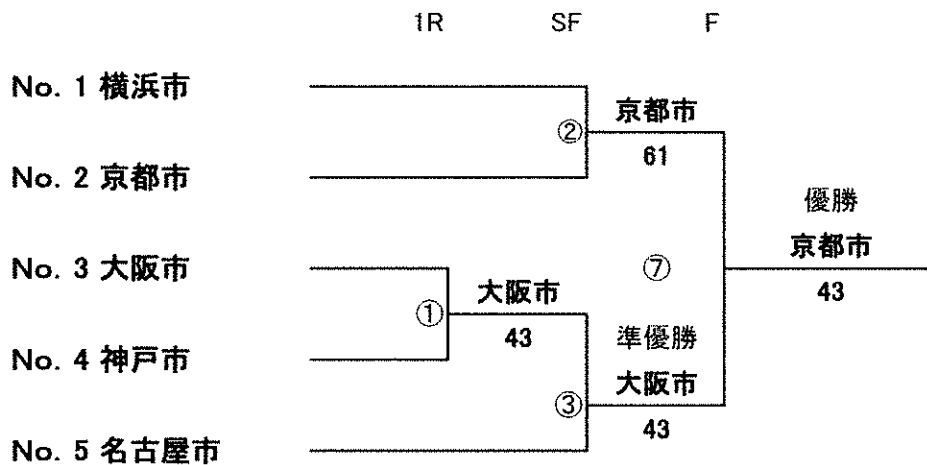 1R SF F
No. 1 横浜市
② 京都市
61
No. 2 京都市
優勝
京都市
43
No. 3 大阪市
⑦
① 大阪市
43
準優勝
No. 4 神戸市
大阪市
③
43
No. 5 名古屋市